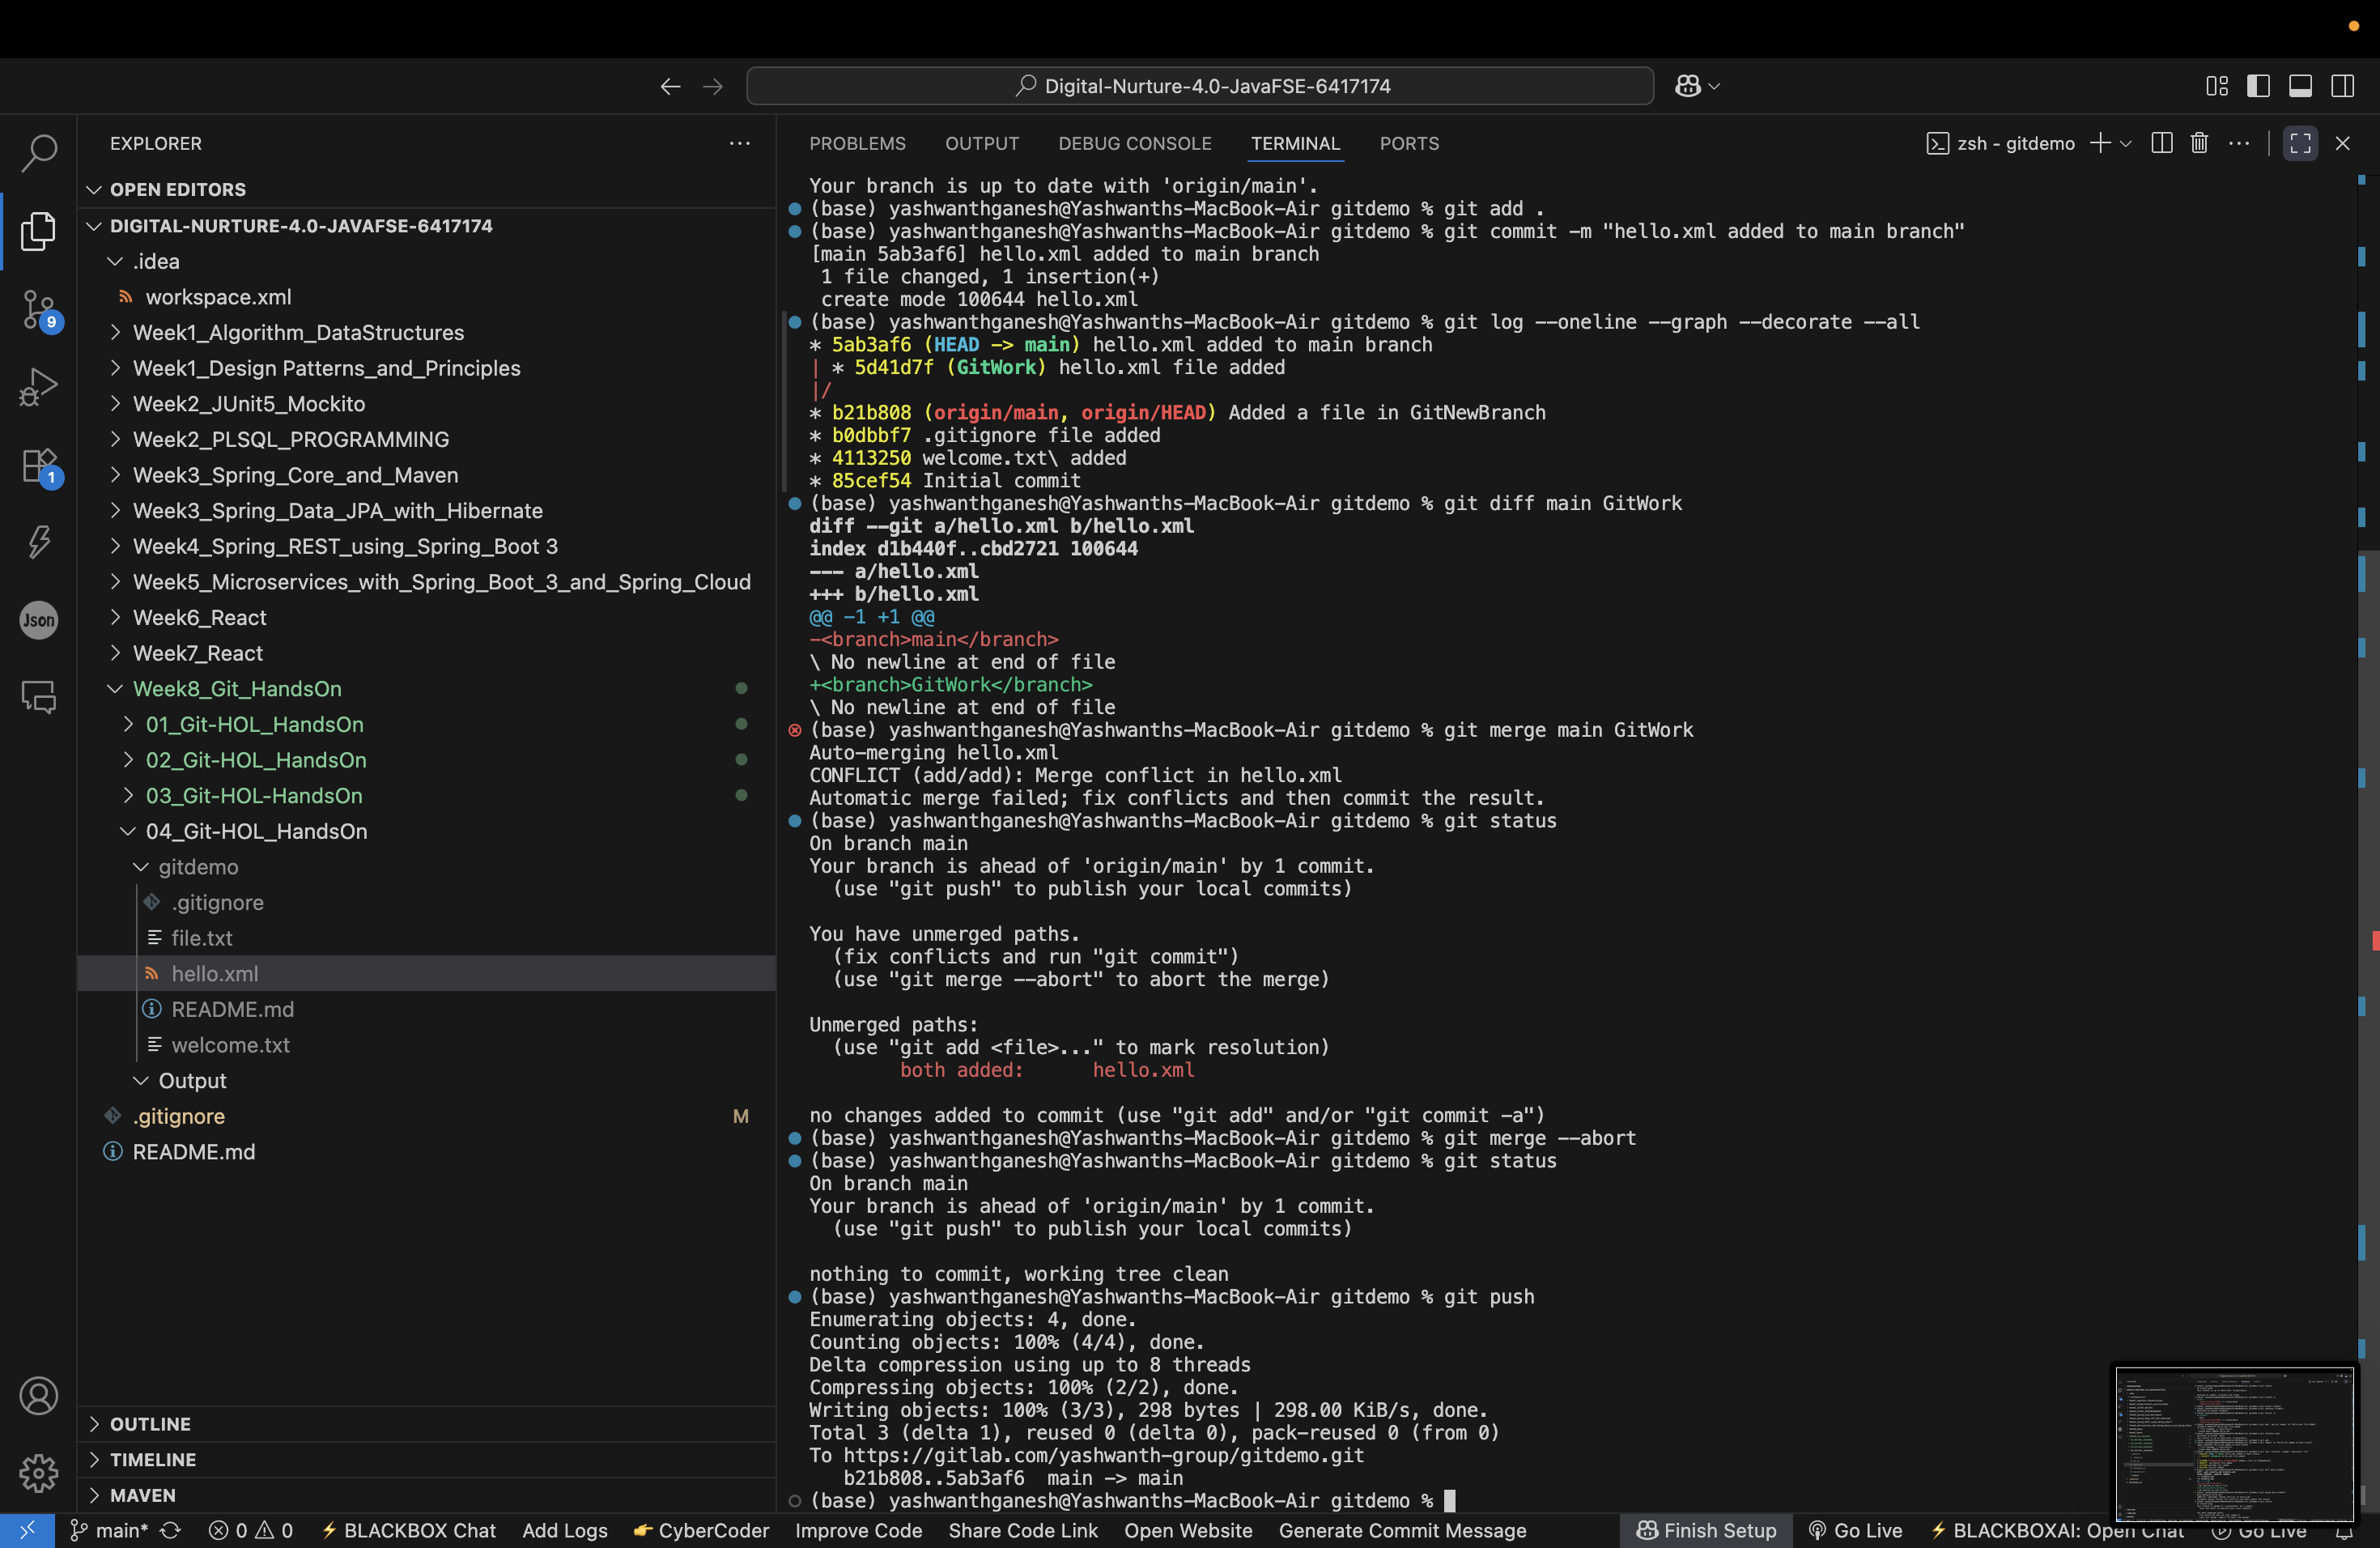 Digital-Nurture-4.0-JavaFSE-6417174
EXPLORER
OPEN EDITORS
DIGITAL-NURTURE-4.0-JAVAFSE-6417174
.idea
workspace.xml
Week1_Algorithm_DataStructures
Week1_Design Patterns_and_Principles
Week2_JUnit5_Mockito
Week2_PLSQL_PROGRAMMING
Week3_Spring_Core_and_Maven
Week3_Spring_Data_JPA_with_Hibernate
Week4_Spring_REST_using_Spring_Boot 3
Week5_Microservices_with_Spring_Boot_3_and_Spring_Cloud
Week6_React
Week7_React
Week8_Git_HandsOn
01_Git-HOL_HandsOn
02_Git-HOL_HandsOn
03_Git-HOL-HandsOn
04_Git-HOL_HandsOn
gitdemo
.gitignore
file.txt
hello.xml
README.md
welcome.txt
Output
.gitignore M
README.md
OUTLINE
TIMELINE
MAVEN
9
1
Json
PROBLEMS OUTPUT DEBUG CONSOLE TERMINAL PORTS
zsh - gitdemo
Your branch is up to date with 'origin/main'.
(base) yashwanthganesh@Yashwanths-MacBook-Air gitdemo % git add .
(base) yashwanthganesh@Yashwanths-MacBook-Air gitdemo % git commit -m "hello.xml added to main branch"
[main 5ab3af6] hello.xml added to main branch
1 file changed, 1 insertion(+)
create mode 100644 hello.xml
(base) yashwanthganesh@Yashwanths-MacBook-Air gitdemo % git log --oneline --graph --decorate --all
* 5ab3af6 (HEAD -> main) hello.xml added to main branch
| * 5d41d7f (GitWork) hello.xml file added
|/
* b21b808 (origin/main, origin/HEAD) Added a file in GitNewBranch
* b0dbbf7 .gitignore file added
* 4113250 welcome.txt\ added
* 85cef54 Initial commit
(base) yashwanthganesh@Yashwanths-MacBook-Air gitdemo % git diff main GitWork
diff --git a/hello.xml b/hello.xml
index d1b440f..cbd2721 100644
--- a/hello.xml
+++ b/hello.xml
@@ -1 +1 @@
-<branch>main</branch>
\ No newline at end of file
+<branch>GitWork</branch>
\ No newline at end of file
(base) yashwanthganesh@Yashwanths-MacBook-Air gitdemo % git merge main GitWork
Auto-merging hello.xml
CONFLICT (add/add): Merge conflict in hello.xml
Automatic merge failed; fix conflicts and then commit the result.
(base) yashwanthganesh@Yashwanths-MacBook-Air gitdemo % git status
On branch main
Your branch is ahead of 'origin/main' by 1 commit.
(use "git push" to publish your local commits)
You have unmerged paths.
(fix conflicts and run "git commit")
(use "git merge --abort" to abort the merge)
Unmerged paths:
(use "git add <file>..." to mark resolution)
both added: hello.xml
no changes added to commit (use "git add" and/or "git commit -a")
(base) yashwanthganesh@Yashwanths-MacBook-Air gitdemo % git merge --abort
(base) yashwanthganesh@Yashwanths-MacBook-Air gitdemo % git status
On branch main
Your branch is ahead of 'origin/main' by 1 commit.
(use "git push" to publish your local commits)
nothing to commit, working tree clean
(base) yashwanthganesh@Yashwanths-MacBook-Air gitdemo % git push
Enumerating objects: 4, done.
Counting objects: 100% (4/4), done.
Delta compression using up to 8 threads
Compressing objects: 100% (2/2), done.
Writing objects: 100% (3/3), 298 bytes | 298.00 KiB/s, done.
Total 3 (delta 1), reused 0 (delta 0), pack-reused 0 (from 0)
To https://gitlab.com/yashwanth-group/gitdemo.git
b21b808..5ab3af6 main -> main
(base) yashwanthganesh@Yashwanths-MacBook-Air gitdemo %
main* 0 0 BLACKBOX Chat Add Logs CyberCoder Improve Code Share Code Link Open Website Generate Commit Message Finish Setup Go Live BLACKBOXAI: Open Chat Go Live